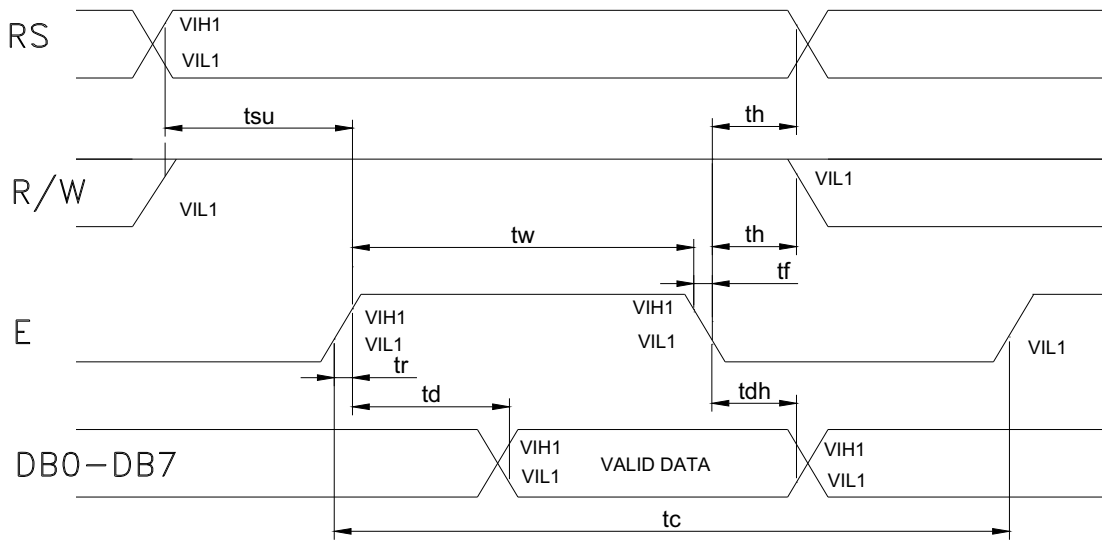 RS
VIH1
VIL1
tsu
th
R/W
VIL1
VIL1
tw
th
tf
E
VIH1
VIL1
VIH1
VIL1
VIL1
tr
td
tdh
DB0-DB7
VIH1
VIL1
VALID DATA
VIH1
VIL1
tc